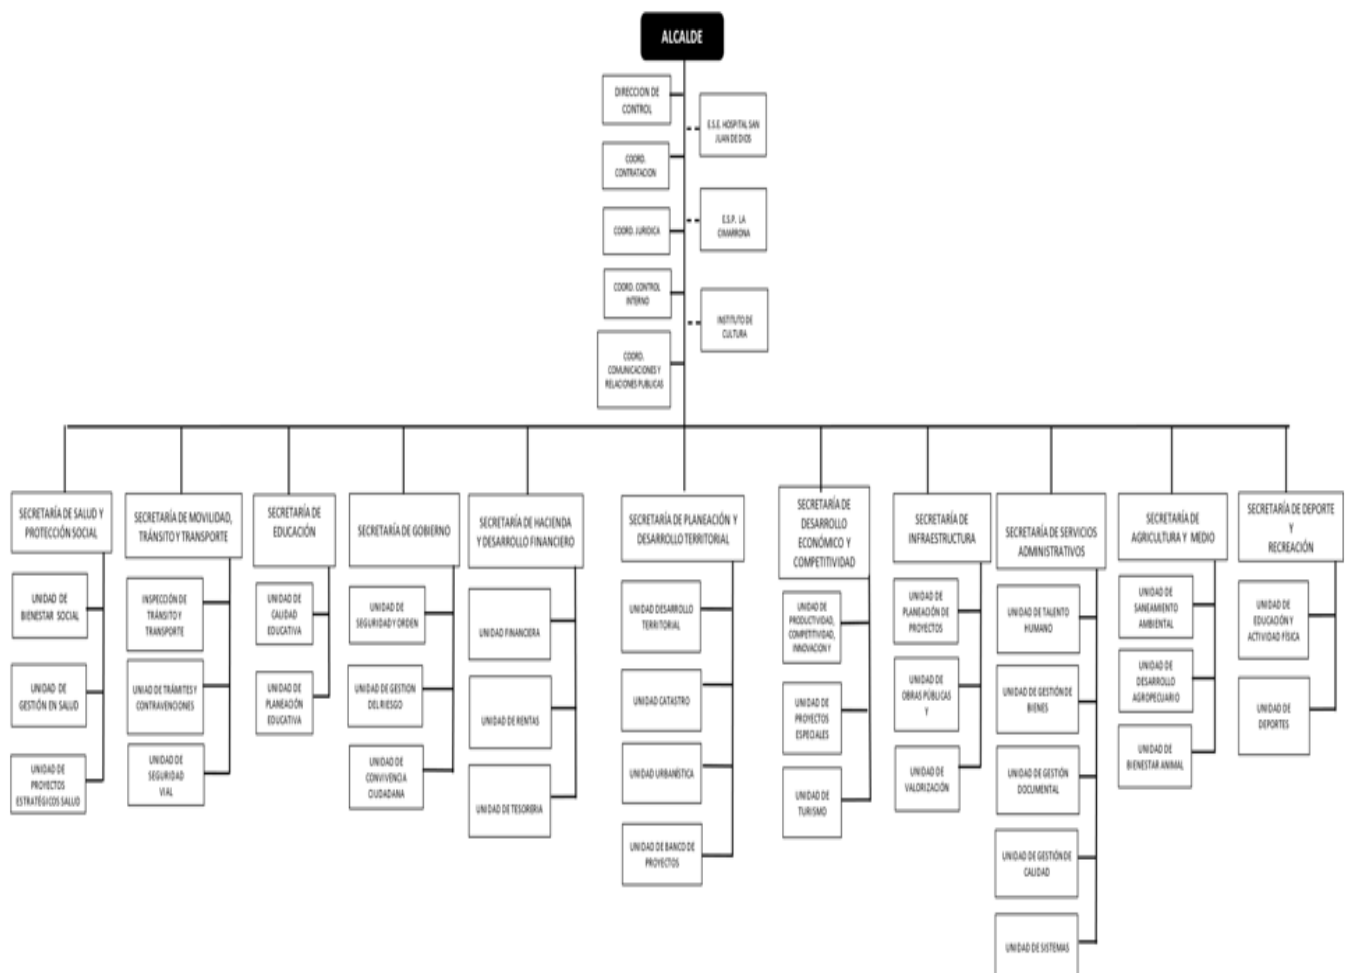 ALCALDE
DIRECCION DE
CONTROL
E.S.E. HOSPITAL SAN
JUAN DE DIOS
COORD.
CONTRATACION
E.S.P. LA
CIMARRONA
COORD. JURIDICA
COORD. CONTROL
INTERNO
INSTITUTO DE
CULTURA
COORD.
COMUNICACIONES Y
RELACIONES PUBLICAS
SECRETARÍA DE SALUD Y
PROTECCIÓN SOCIAL
UNIDAD DE
BIENESTAR SOCIAL
UNIDAD DE
GESTIÓN EN SALUD
UNIDAD DE
PROYECTOS
ESTRATÉGICOS SALUD
SECRETARÍA DE MOVILIDAD,
TRÁNSITO Y TRANSPORTE
INSPECCIÓN DE
TRÁNSITO Y
TRANSPORTE
UNIAD DE TRÁMITES Y
CONTRAVENCIONES
UNIDAD DE
SEGURIDAD
VIAL
SECRETARÍA DE
EDUCACIÓN
UNIDAD DE
CALIDAD
EDUCATIVA
UNIDAD DE
PLANEACIÓN
EDUCATIVA
SECRETARÍA DE GOBIERNO
UNIDAD DE
SEGURIDAD Y ORDEN
UNIDAD DE GESTION
DEL RIESGO
UNIDAD DE
CONVIVENCIA
CIUDADANA
SECRETARÍA DE HACIENDA
Y DESARROLLO FINANCIERO
UNIDAD FINANCIERA
UNIDAD DE RENTAS
UNIDAD DE TESORERIA
SECRETARÍA DE PLANEACIÓN Y
DESARROLLO TERRITORIAL
UNIDAD DESARROLLO
TERRITORIAL
UNIDAD CATASTRO
UNIDAD URBANÍSTICA
UNIDAD DE BANCO DE
PROYECTOS
SECRETARÍA DE
DESARROLLO
ECONÓMICO Y
COMPETITIVIDAD
UNIDAD DE
PRODUCTIVIDAD,
COMPETITIVIDAD,
INNOVACION Y
UNIDAD DE
PROYECTOS
ESPECIALES
UNIDAD DE
TURISMO
SECRETARÍA DE
INFRAESTRUCTURA
UNIDAD DE
PLANEACIÓN DE
PROYECTOS
UNIDAD DE
OBRAS PÚBLICAS
Y
UNIDAD DE
VALORIZACIÓN
SECRETARÍA DE SERVICIOS
ADMINISTRATIVOS
UNIDAD DE TALENTO
HUMANO
UNIDAD DE GESTIÓN DE
BIENES
UNIDAD DE GESTIÓN
DOCUMENTAL
UNIDAD DE GESTIÓN DE
CALIDAD
UNIDAD DE SISTEMAS
SECRETARÍA DE
AGRICULTURA Y MEDIO
UNIDAD DE
SANEAMIENTO
AMBIENTAL
UNIDAD DE
DESARROLLO
AGROPECUARIO
UNIDAD DE
BIENESTAR ANIMAL
SECRETARÍA DE DEPORTE
Y
RECREACIÓN
UNIDAD DE
EDUCACIÓN Y
ACTIVIDAD FÍSICA
UNIDAD DE
DEPORTES